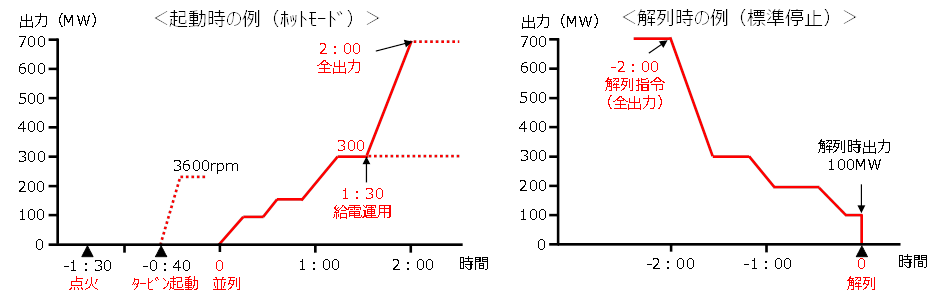 ＜起動時の例（ﾎｯﾄﾓｰﾄﾞ）＞
出力（MW）
700
600
500
400
300
200
100
0
2：00
全出力
300
1：30
給電運用
3600rpm
-1：30
点火
-0：40
ﾀｰﾋﾞﾝ起動
0
並列
1：00
2：00
時間
＜解列時の例（標準停止）＞
出力（MW）
700
600
500
400
300
200
100
0
-2：00
解列指令
（全出力）
解列時出力
100MW
-2：00
-1：00
0
解列
時間